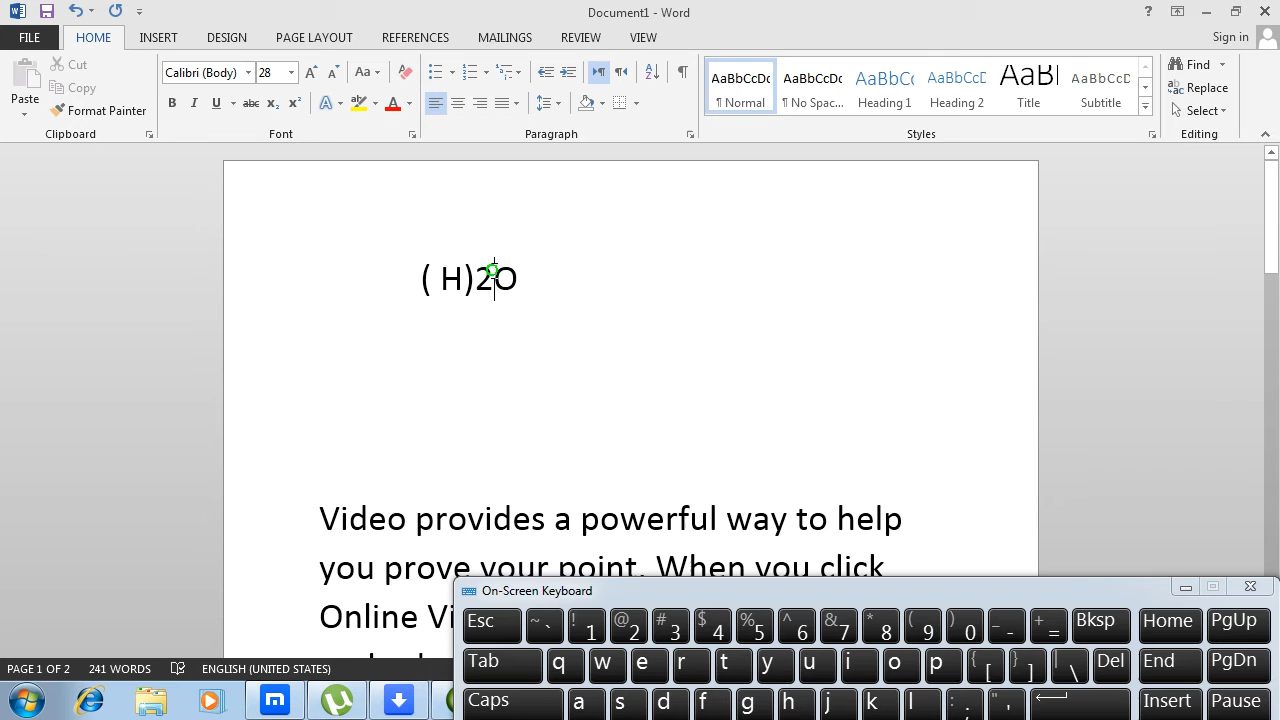 Document1 - Word
Sign in
FILE HOME INSERT DESIGN PAGE LAYOUT REFERENCES MAILINGS REVIEW VIEW
Cut
Copy
Format Painter
Paste
Clipboard
Calibri (Body) 28
Font
Paragraph
AaBbCcDc AaBbCcDc AaBbCc AaBbCcD AaB AaBbCcD
¶ Normal ¶ No Spac... Heading 1 Heading 2 Title Subtitle
Styles
Find
Replace
Select
Editing
( H)2O
Video provides a powerful way to help
you prove your point. When you click
Online Vi
PAGE 1 OF 2 241 WORDS ENGLISH (UNITED STATES)
On-Screen Keyboard
Esc ~ ` ! 1 @ 2 # 3 $ 4 % 5 ^ 6 & 7 * 8 ( 9 ) 0 _ - + = Bksp Home PgUp
Tab q w e r t y u i o p { [ } ] | \ Del End PgDn
Caps a s d f g h j k l : ; " ' Insert Pause